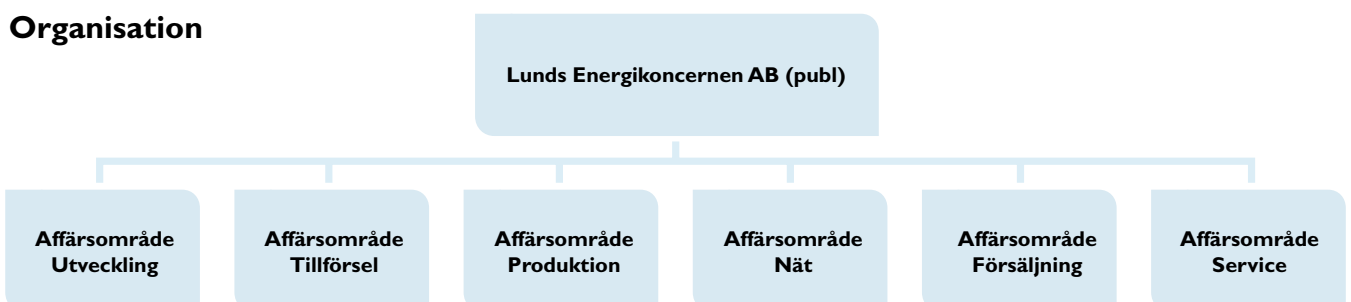 Organisation
Lunds Energikoncernen AB (publ)
Affärsområde
Utveckling
Affärsområde
Tillförsel
Affärsområde
Produktion
Affärsområde
Nät
Affärsområde
Försäljning
Affärsområde
Service